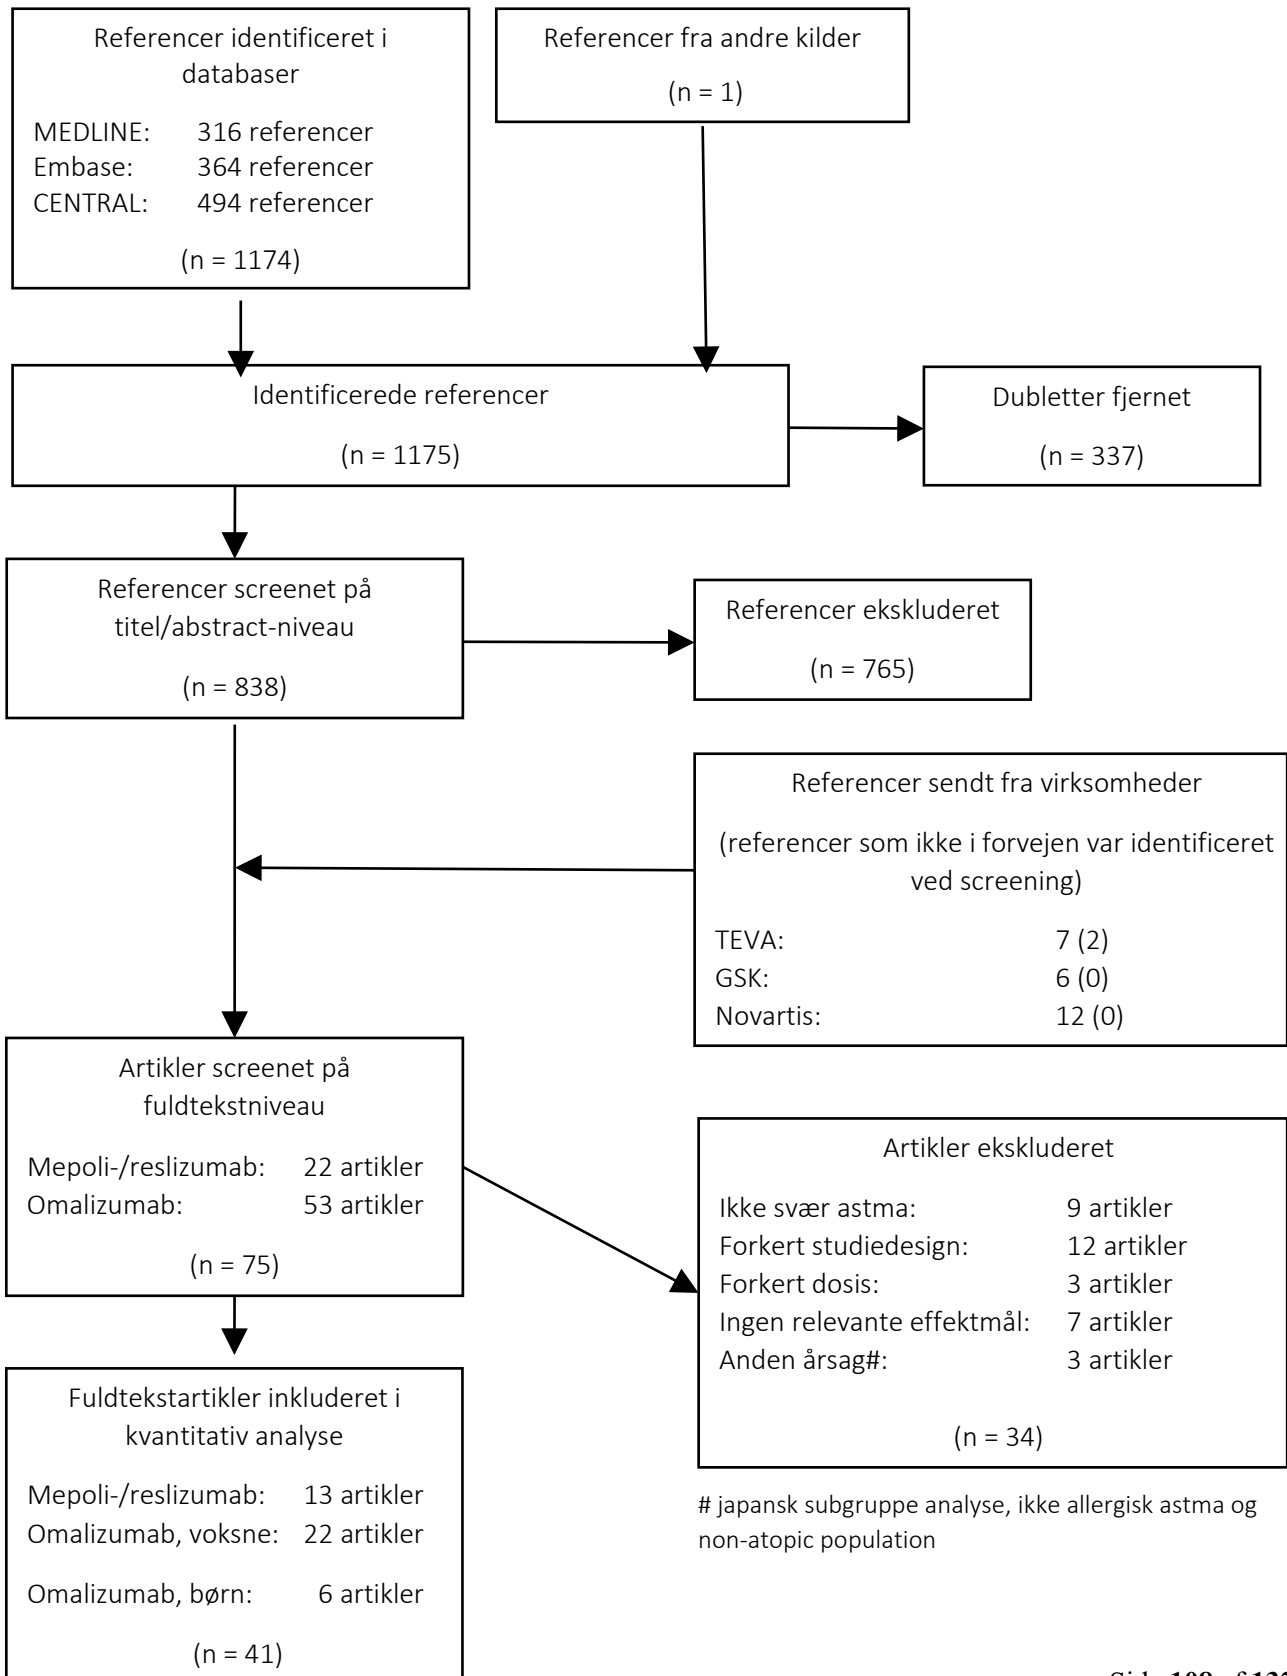 Referencer identificeret i
databaser
MEDLINE: 316 referencer
Embase: 364 referencer
CENTRAL: 494 referencer
(n = 1174)
Referencer fra andre kilder
(n = 1)
Identificerede referencer
(n = 1175)
Dubletter fjernet
(n = 337)
Referencer screenet på
titel/abstract-niveau
(n = 838)
Referencer ekskluderet
(n = 765)
Referencer sendt fra virksomheder
(referencer som ikke i forvejen var identificeret
ved screening)
TEVA: 7 (2)
GSK: 6 (0)
Novartis: 12 (0)
Artikler screenet på
fuldtekstniveau
Mepoli-/reslizumab: 22 artikler
Omalizumab: 53 artikler
(n = 75)
Artikler ekskluderet
Ikke svær astma: 9 artikler
Forkert studiedesign: 12 artikler
Forkert dosis: 3 artikler
Ingen relevante effektmål: 7 artikler
Anden årsag#: 3 artikler
(n = 34)
# japansk subgruppe analyse, ikke allergisk astma og
non-atopic population
Fuldtekstartikler inkluderet i
kvantitativ analyse
Mepoli-/reslizumab: 13 artikler
Omalizumab, voksne: 22 artikler
Omalizumab, børn: 6 artikler
(n = 41)